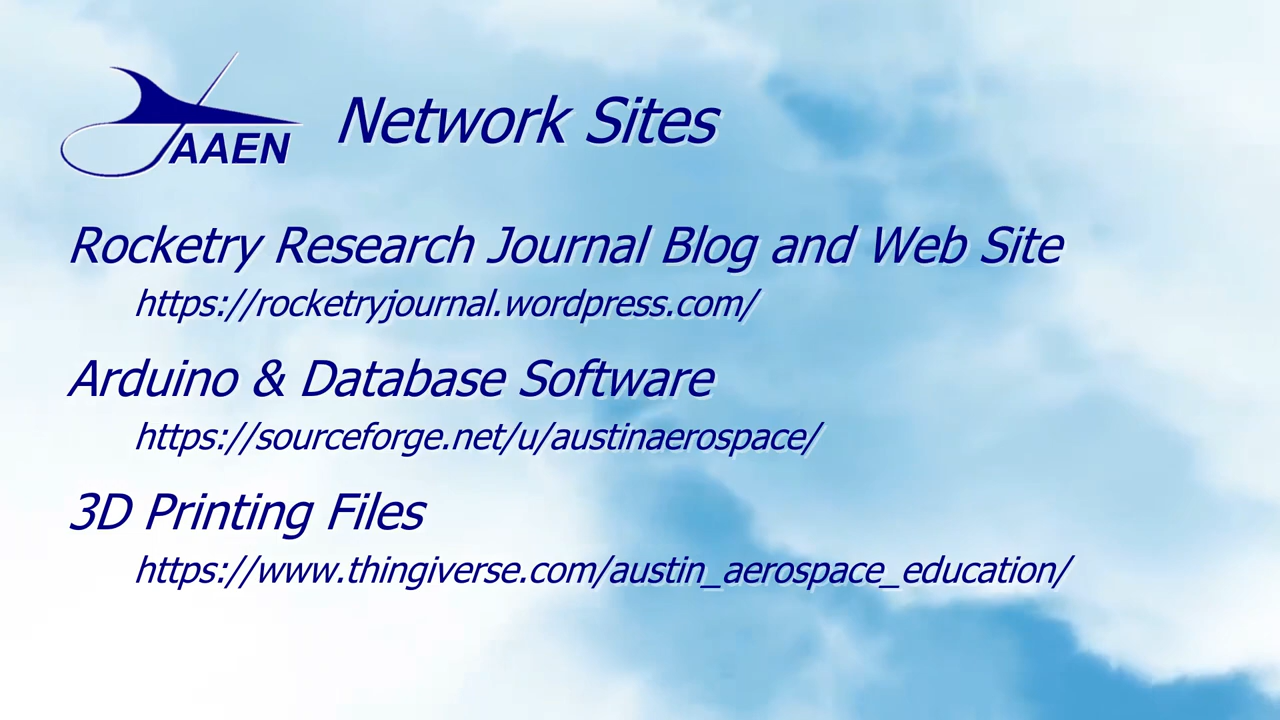 AAEN
Network Sites
Rocketry Research Journal Blog and Web Site
https://rocketryjournal.wordpress.com/
Arduino & Database Software
https://sourceforge.net/u/austinaerospace/
3D Printing Files
https://www.thingiverse.com/austin_aerospace_education/